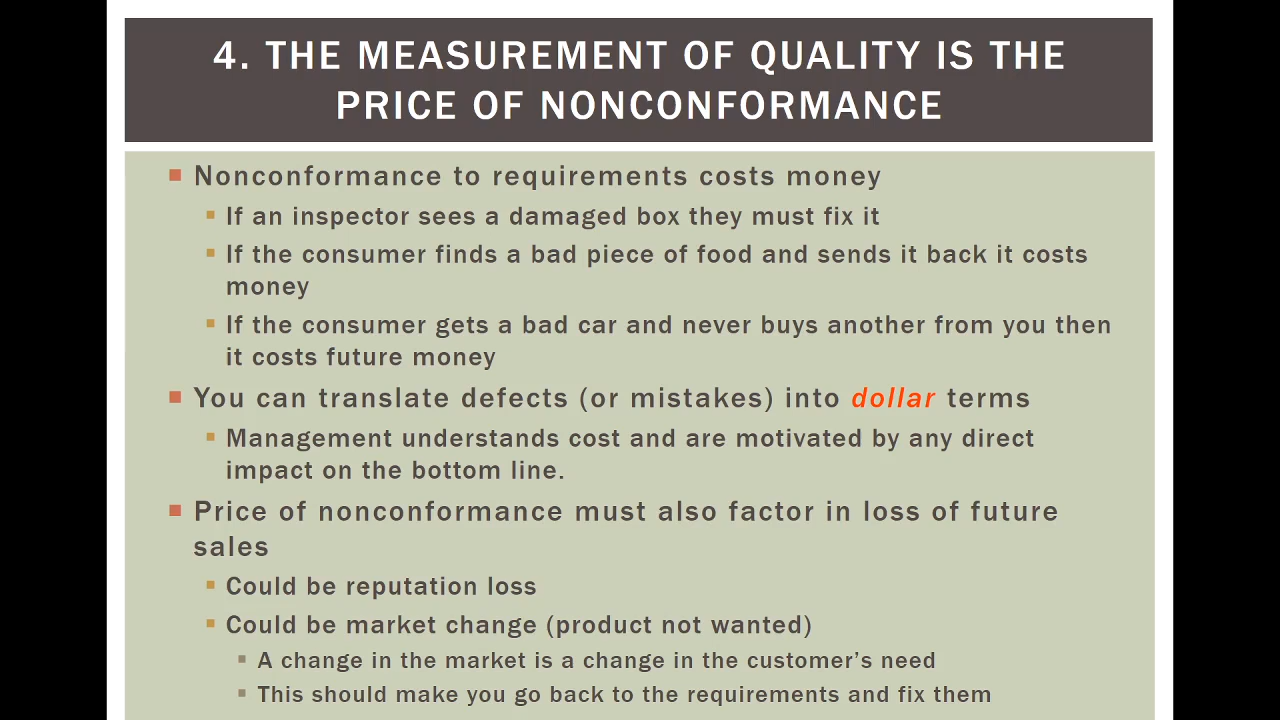 4. THE MEASUREMENT OF QUALITY IS THE
PRICE OF NONCONFORMANCE
Nonconformance to requirements costs money
If an inspector sees a damaged box they must fix it
If the consumer finds a bad piece of food and sends it back it costs
money
If the consumer gets a bad car and never buys another from you then
it costs future money
You can translate defects (or mistakes) into dollar terms
Management understands cost and are motivated by any direct
impact on the bottom line.
Price of nonconformance must also factor in loss of future
sales
Could be reputation loss
Could be market change (product not wanted)
A change in the market is a change in the customer's need
This should make you go back to the requirements and fix them